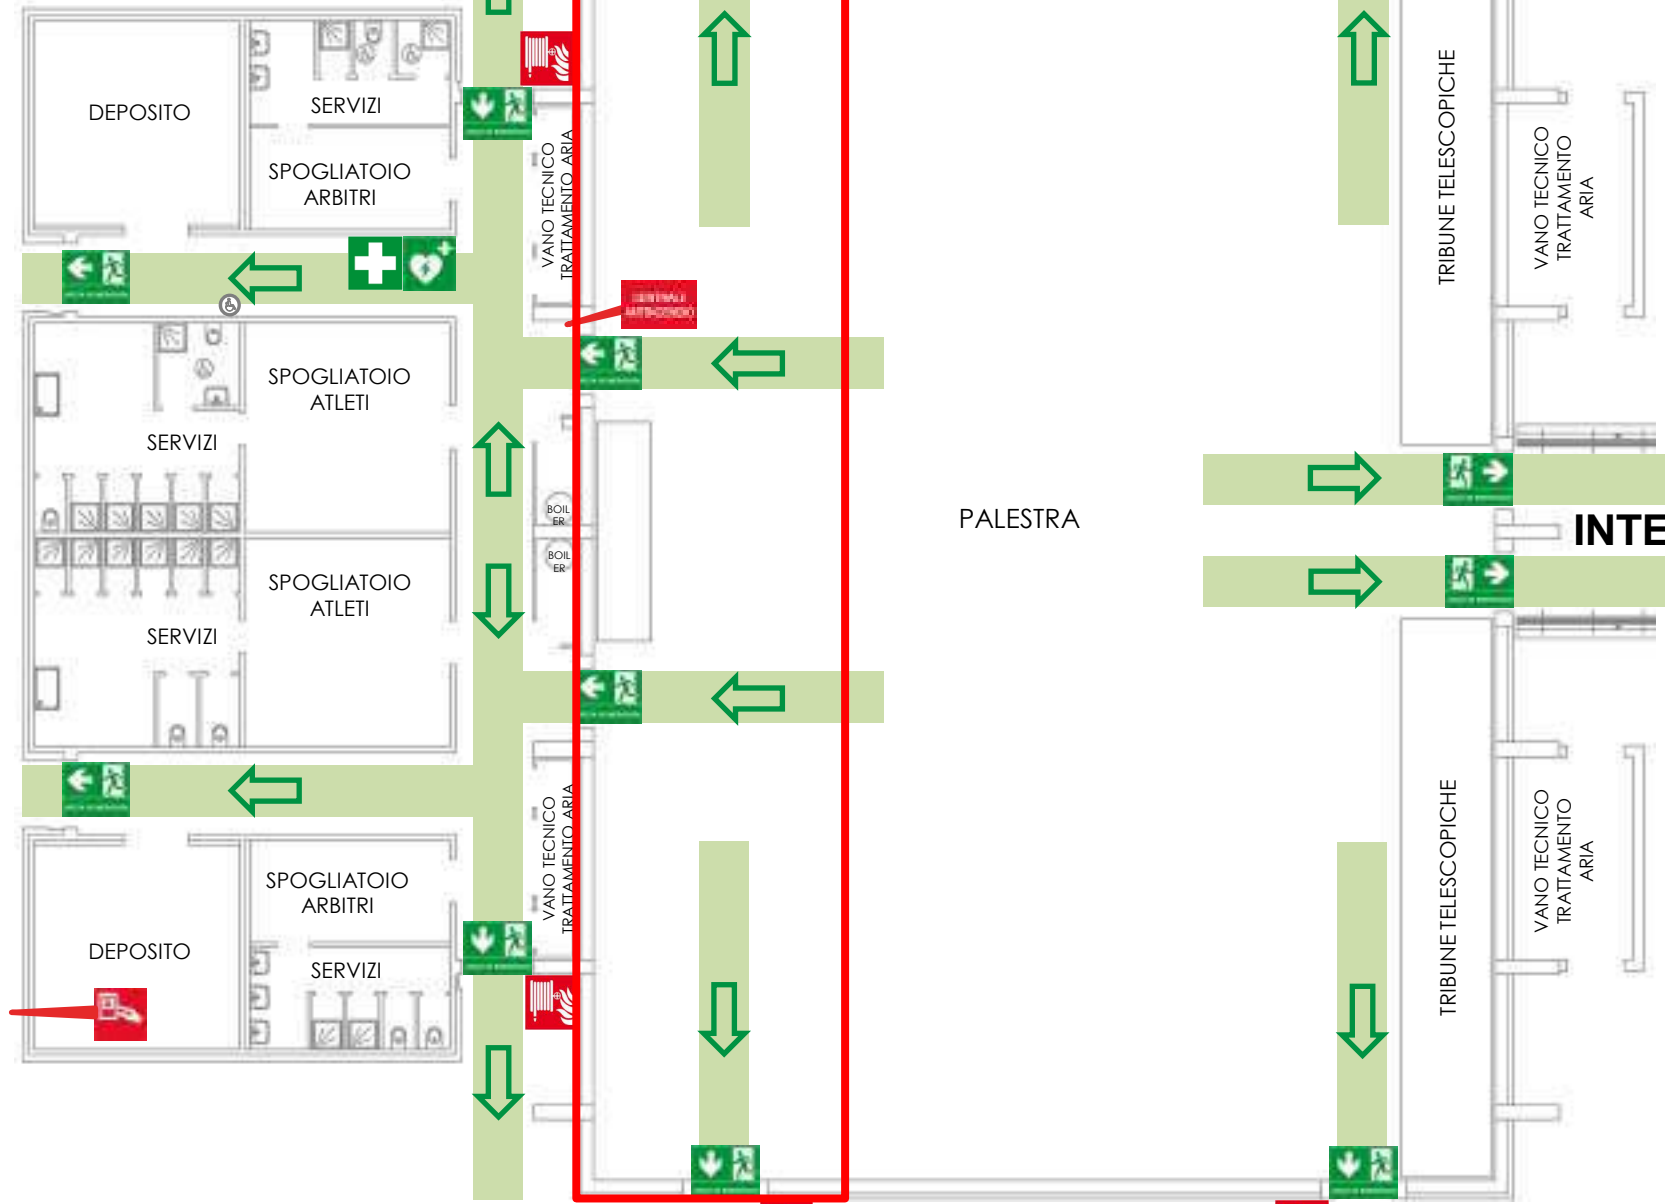 DEPOSITO
SERVIZI
SPOGLIATOIO
ARBITRI
VANO TECNICO
TRATTAMENTO ARIA
TRIBUNE TELESCOPICHE
VANO TECNICO
TRATTAMENTO
ARIA
CENTRALE
ANTINCENDIO
SPOGLIATOIO
ATLETI
SERVIZI
BOIL
ER
BOIL
ER
PALESTRA
INTE
SPOGLIATOIO
ATLETI
SERVIZI
VANO TECNICO
TRATTAMENTO ARIA
TRIBUNE TELESCOPICHE
VANO TECNICO
TRATTAMENTO
ARIA
SPOGLIATOIO
ARBITRI
DEPOSITO
SERVIZI